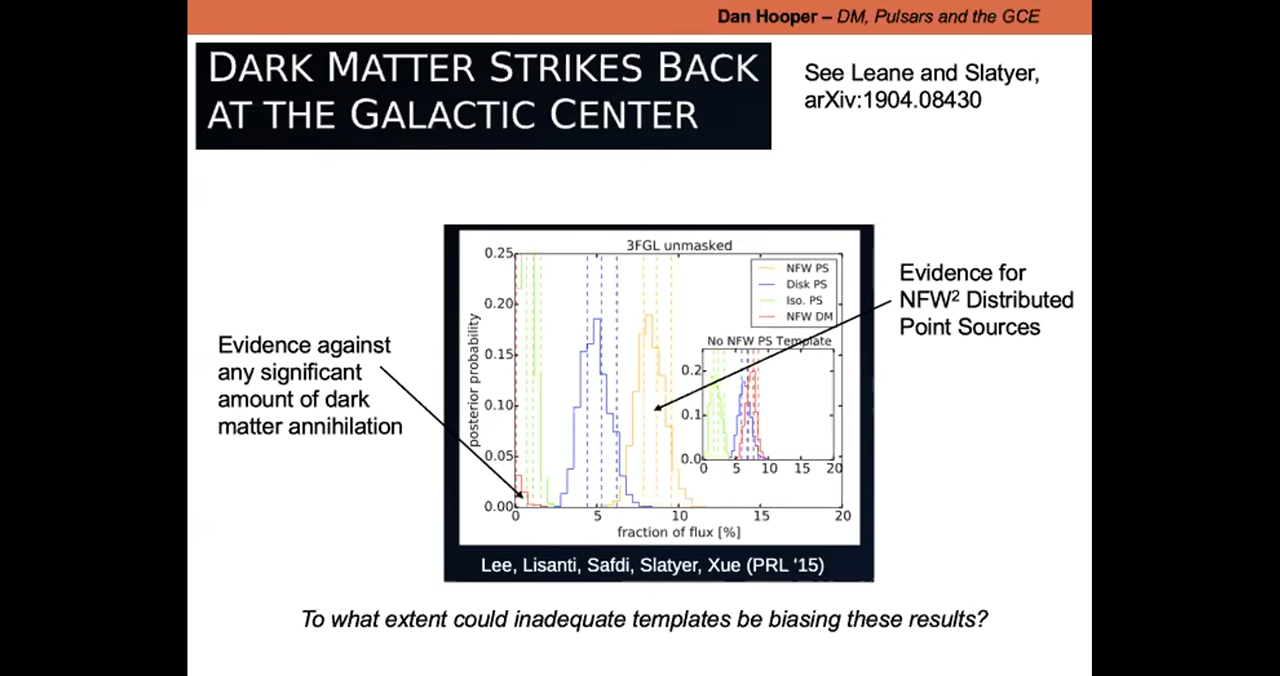 Dan Hooper – DM, Pulsars and the GCE
DARK MATTER STRIKES BACK
AT THE GALACTIC CENTER
See Leane and Slatyer,
arXiv:1904.08430
3FGL unmasked
0.25
0.20
0.15
0.10
0.05
0.00
posterior probability
0 5 10 15 20
fraction of flux [%]
NFW PS
Disk PS
Iso. PS
NFW DM
No NFW PS Template
0.2
0.1
0.0
0 5 10 15 20
Evidence for
NFW² Distributed
Point Sources
Evidence against
any significant
amount of dark
matter annihilation
Lee, Lisanti, Safdi, Slatyer, Xue (PRL '15)
To what extent could inadequate templates be biasing these results?